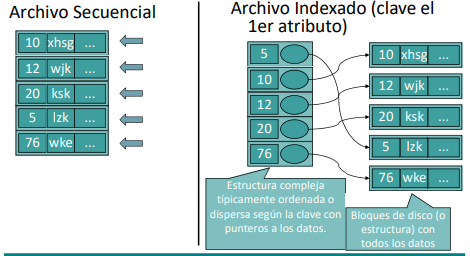 Archivo Secuencial
10 xhsg ...
12 wjk ...
20 ksk ...
5 lzk ...
76 wke ...
Archivo Indexado (clave el
1er atributo)
5
10
12
20
76
10 xhsg ...
12 wjk ...
20 ksk ...
5 lzk ...
76 wke ...
Estructura compleja
típicamente ordenada o
dispersa según la clave con
punteros a los datos.
Bloques de disco (o
estructura) con
todos los datos